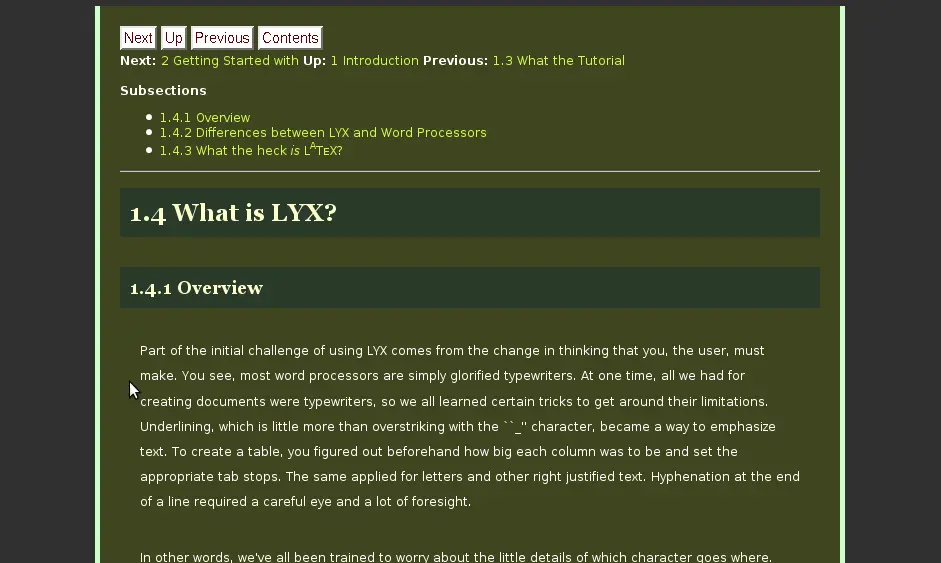 Next Up Previous Contents
Next: 2 Getting Started with Up: 1 Introduction Previous: 1.3 What the Tutorial
Subsections
1.4.1 Overview
1.4.2 Differences between LYX and Word Processors
1.4.3 What the heck is LATEX?
1.4 What is LYX?
1.4.1 Overview
Part of the initial challenge of using LYX comes from the change in thinking that you, the user, must
make. You see, most word processors are simply glorified typewriters. At one time, all we had for
creating documents were typewriters, so we all learned certain tricks to get around their limitations.
Underlining, which is little more than overstriking with the ``_'' character, became a way to emphasize
text. To create a table, you figured out beforehand how big each column was to be and set the
appropriate tab stops. The same applied for letters and other right justified text. Hyphenation at the end
of a line required a careful eye and a lot of foresight.
In other words, we've all been trained to worry about the little details of which character goes where.